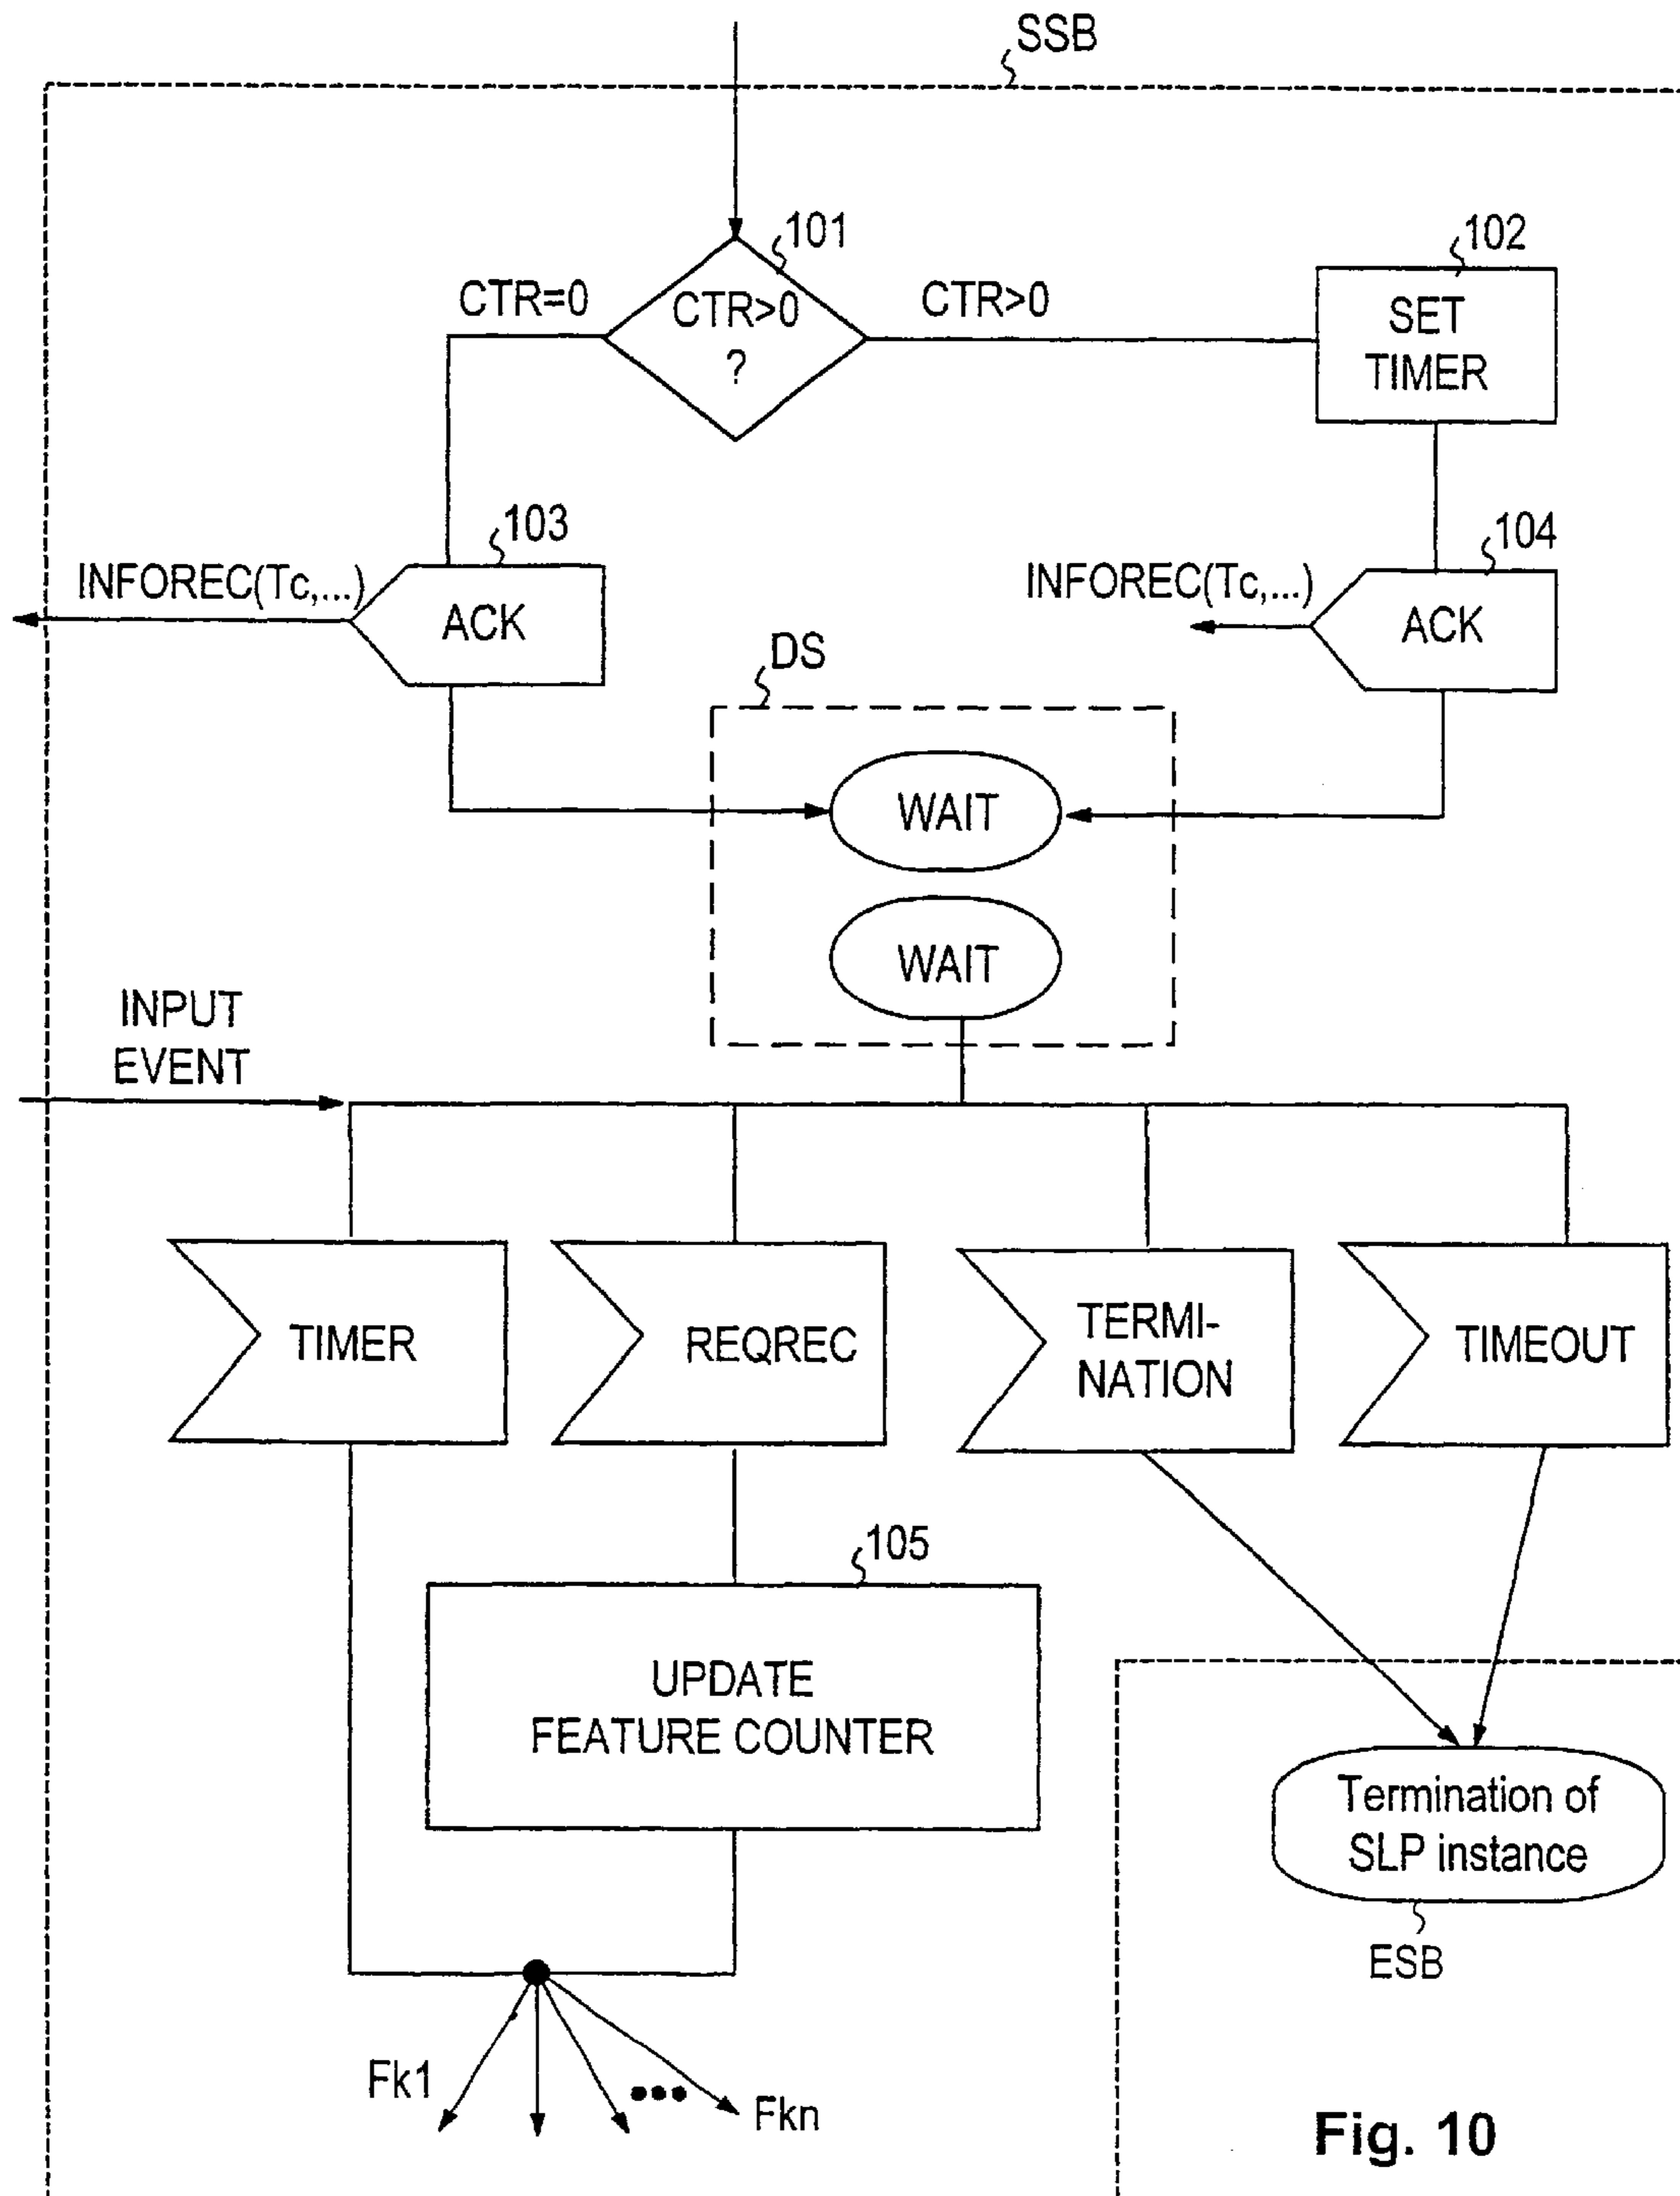 SSB
101
102
CTR=0
CTR>0
?
CTR>0
SET
TIMER
103
104
INFOREC(Tc,...)
ACK
INFOREC(Tc,...)
ACK
DS
WAIT
WAIT
INPUT
EVENT
TIMER
REQREC
TERMI-
NATION
TIMEOUT
105
UPDATE
FEATURE COUNTER
Termination of
SLP instance
ESB
Fk1
•••
Fkn
Fig. 10